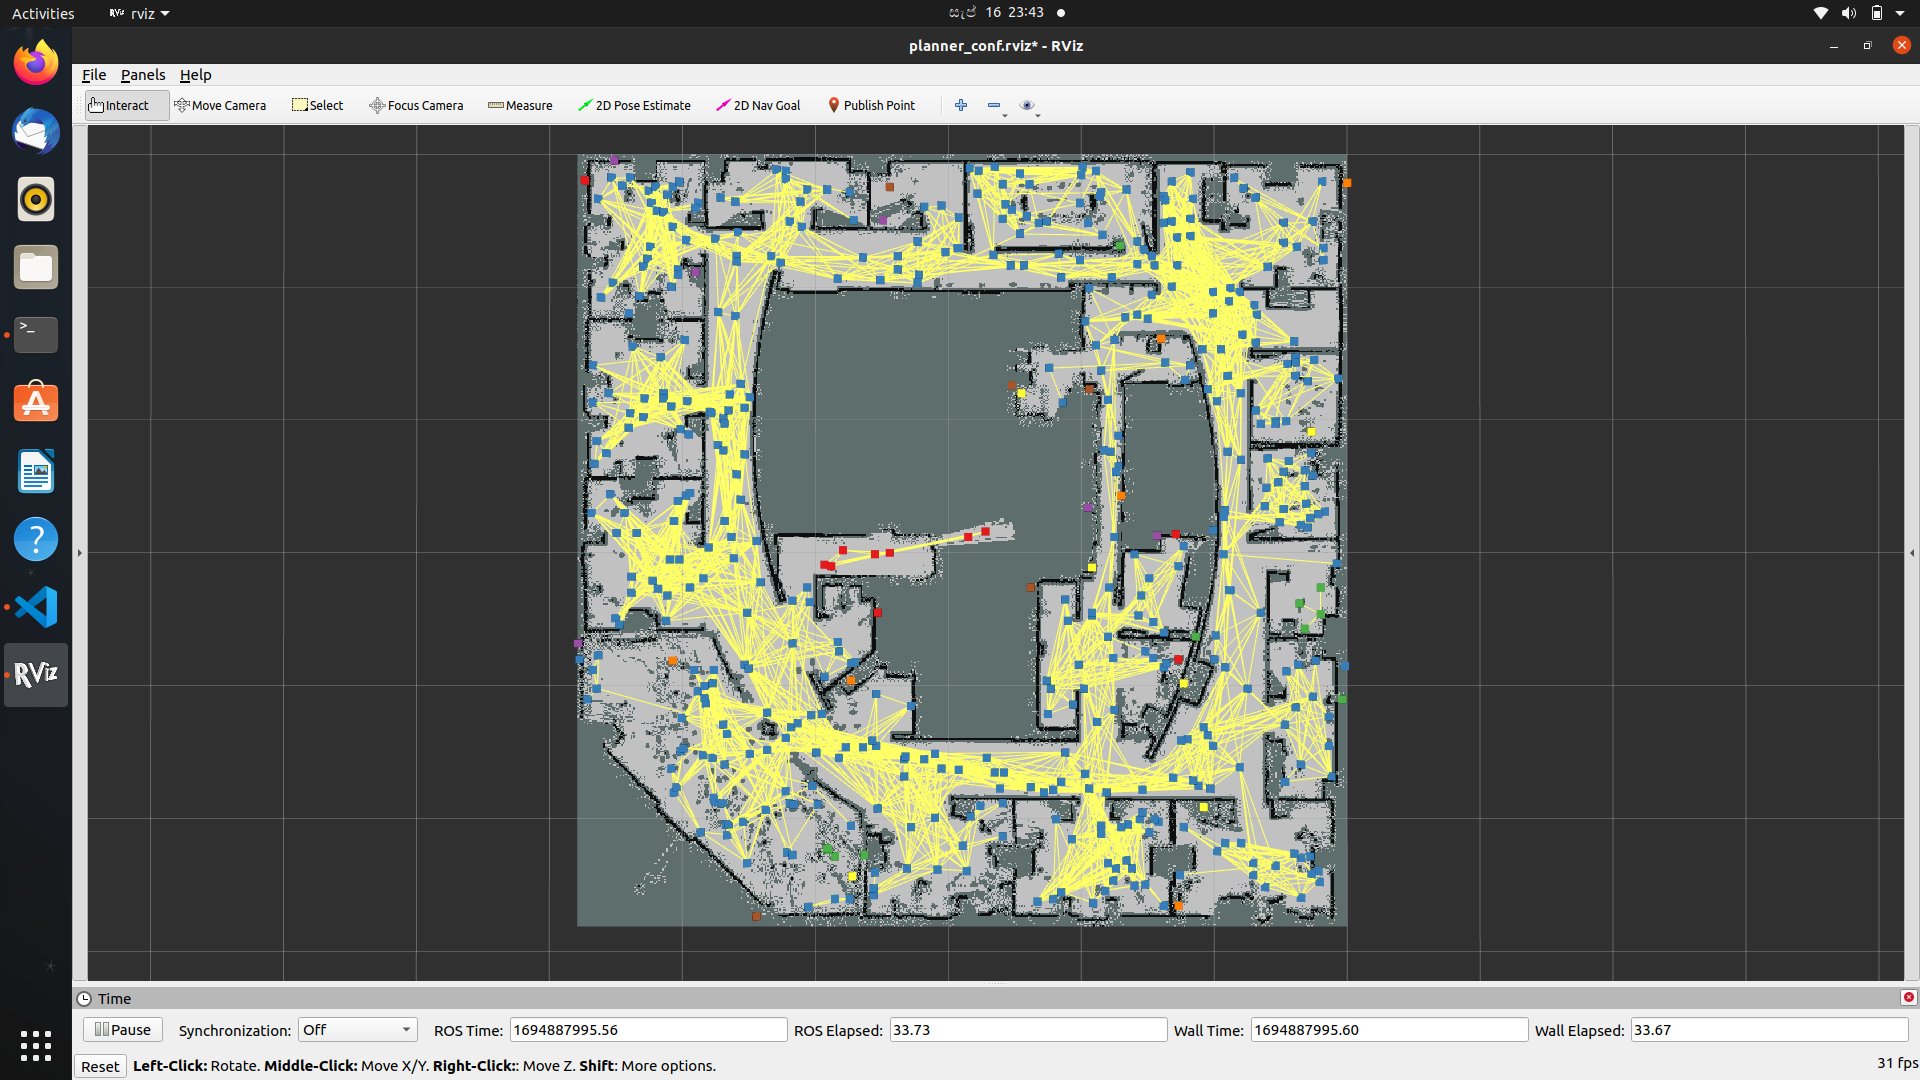 Activities RViz rviz සැප් 16 23:43
planner_conf.rviz* - RViz
File Panels Help
Interact Move Camera Select Focus Camera Measure 2D Pose Estimate 2D Nav Goal Publish Point
>_
?
RViz
Time
Pause Synchronization: Off ROS Time: 1694887995.56 ROS Elapsed: 33.73 Wall Time: 1694887995.60 Wall Elapsed: 33.67
Reset Left-Click: Rotate. Middle-Click: Move X/Y. Right-Click:: Move Z. Shift: More options. 31 fps